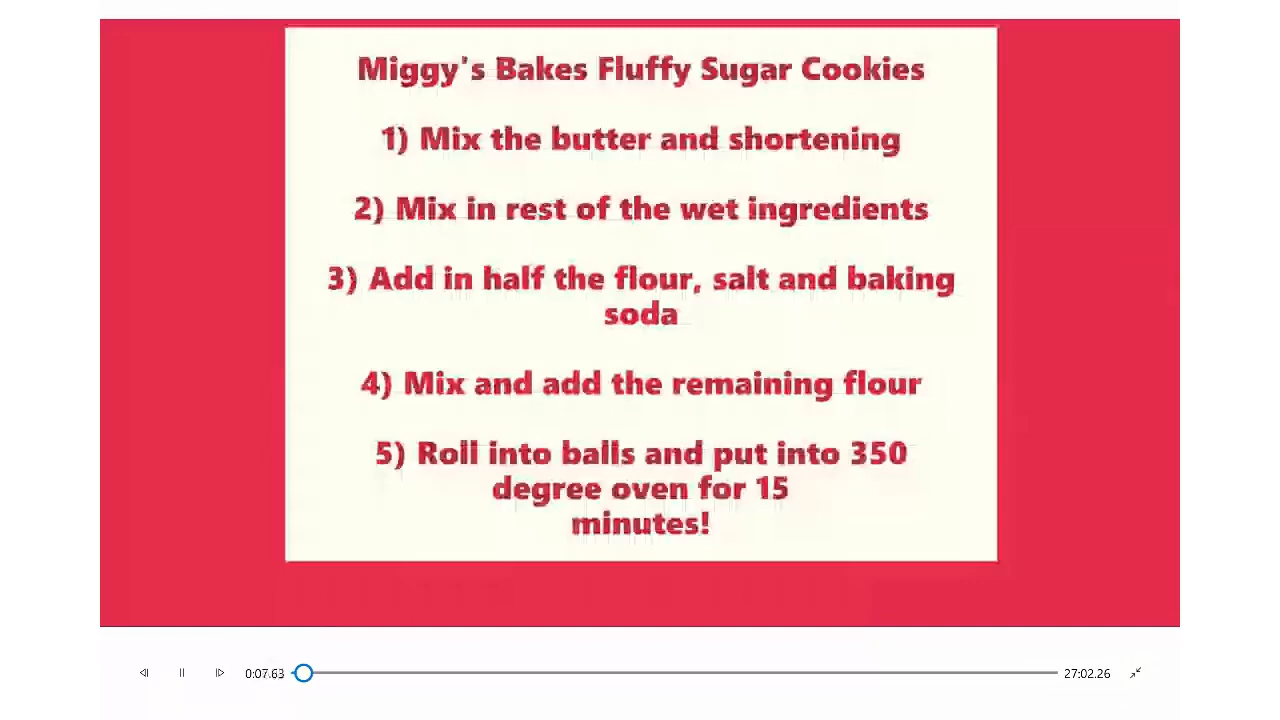 Miggy's Bakes Fluffy Sugar Cookies
1) Mix the butter and shortening
2) Mix in rest of the wet ingredients
3) Add in half the flour, salt and baking
soda
4) Mix and add the remaining flour
5) Roll into balls and put into 350
degree oven for 15
minutes!
0:07.63
27:02.26